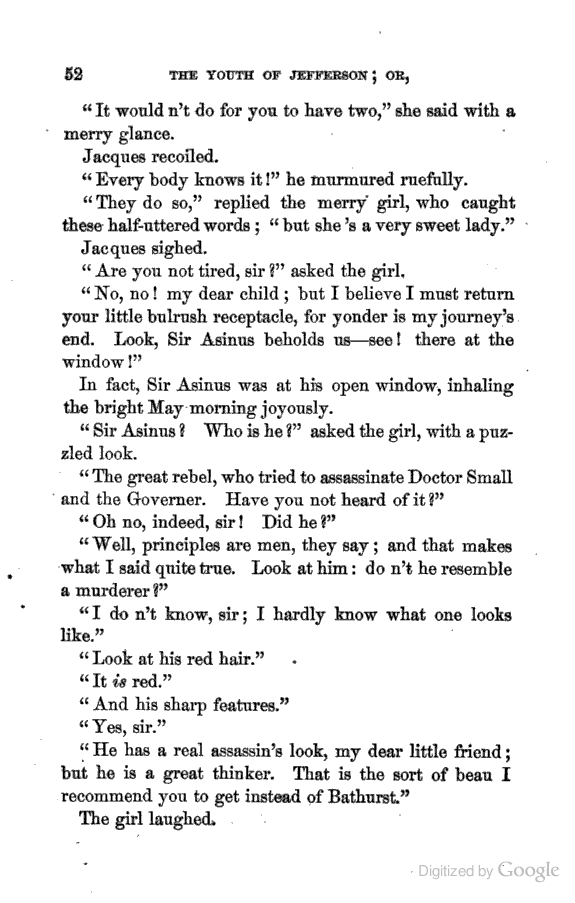 52 THE YOUTH OF JEFFERSON; OR,
"It would n't do for you to have two," she said with a
merry glance.
Jacques recoiled.
"Every body knows it!" he murmured ruefully.
"They do so," replied the merry girl, who caught
these half-uttered words; "but she 's a very sweet lady."
Jacques sighed.
"Are you not tired, sir?" asked the girl.
"No, no! my dear child; but I believe I must return
your little bulrush receptacle, for yonder is my journey's
end. Look, Sir Asinus beholds us—see! there at the
window!"
In fact, Sir Asinus was at his open window, inhaling
the bright May morning joyously.
"Sir Asinus? Who is he?" asked the girl, with a puz-
zled look.
"The great rebel, who tried to assassinate Doctor Small
and the Governer. Have you not heard of it?"
"Oh no, indeed, sir! Did he?"
"Well, principles are men, they say; and that makes
what I said quite true. Look at him: do n't he resemble
a murderer?"
"I do n't know, sir; I hardly know what one looks
like."
"Look at his red hair."
"It is red."
"And his sharp features."
"Yes, sir."
"He has a real assassin's look, my dear little friend;
but he is a great thinker. That is the sort of beau I
recommend you to get instead of Bathurst."
The girl laughed.
Digitized by Google